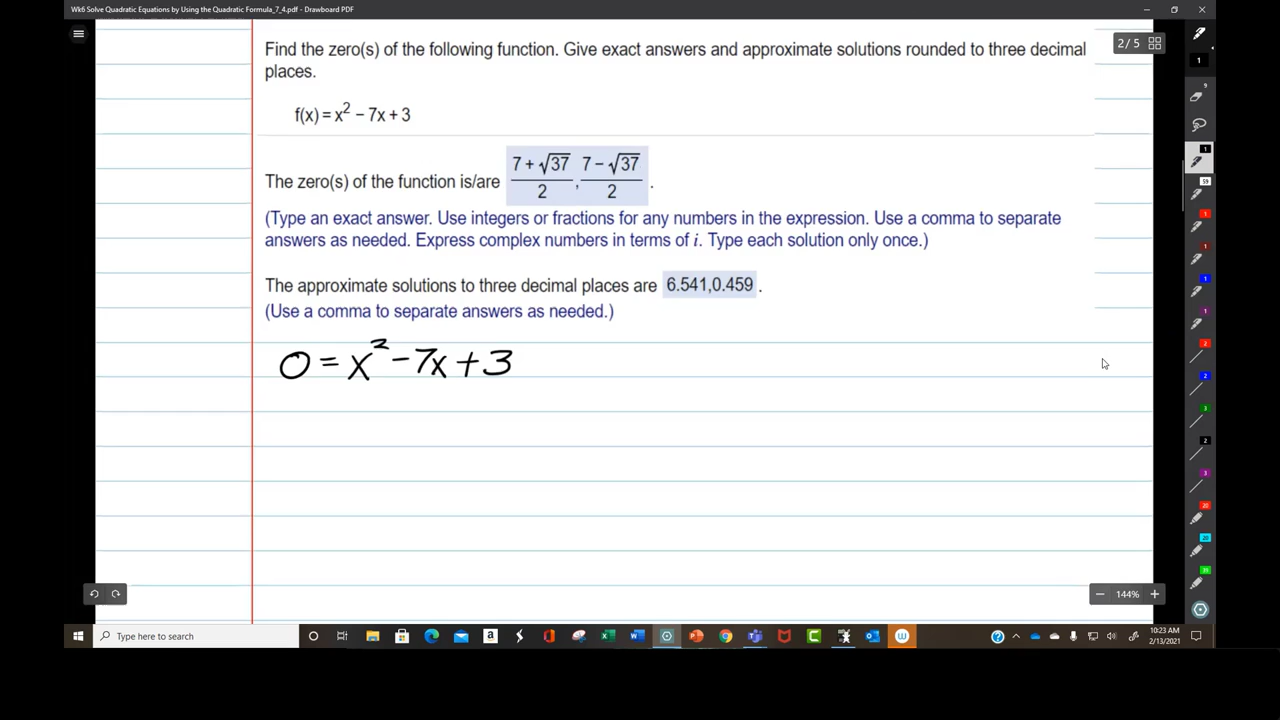 Wk6 Solve Quadratic Equations by Using the Quadratic Formula_7_4.pdf - Drawboard PDF
2 / 5
Find the zero(s) of the following function. Give exact answers and approximate solutions rounded to three decimal
places.
f(x) = x² − 7x + 3
The zero(s) of the function is/are (7 + √37)/2, (7 − √37)/2 .
(Type an exact answer. Use integers or fractions for any numbers in the expression. Use a comma to separate
answers as needed. Express complex numbers in terms of i. Type each solution only once.)
The approximate solutions to three decimal places are 6.541,0.459 .
(Use a comma to separate answers as needed.)
0 = x² − 7x + 3
144%
Type here to search
10:23 AM
2/13/2021